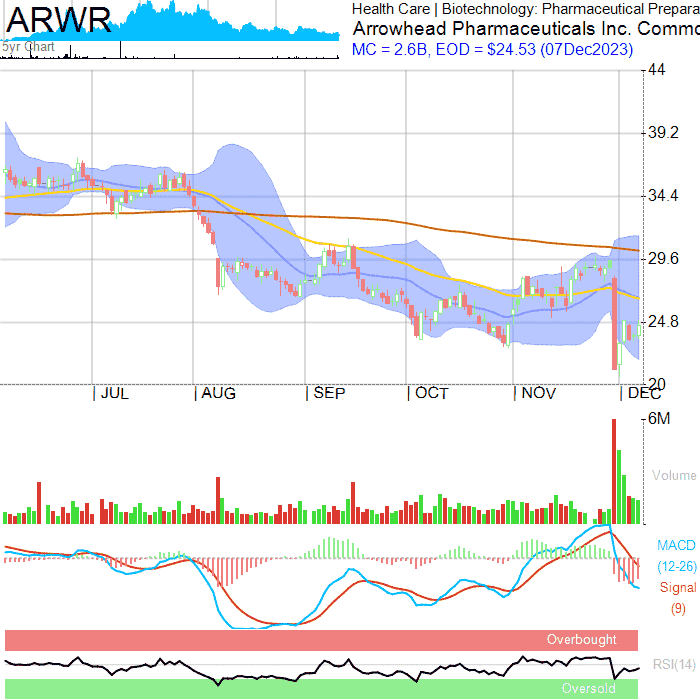 ARWR
5yr Chart
Health Care | Biotechnology: Pharmaceutical Prepara
Arrowhead Pharmaceuticals Inc. Commo
MC = 2.6B, EOD = $24.53 (07Dec2023)
44
39.2
34.4
29.6
24.8
20
JUL AUG SEP OCT NOV DEC
6M
Volume
MACD
(12-26)
Signal
(9)
Overbought
RSI(14)
Oversold